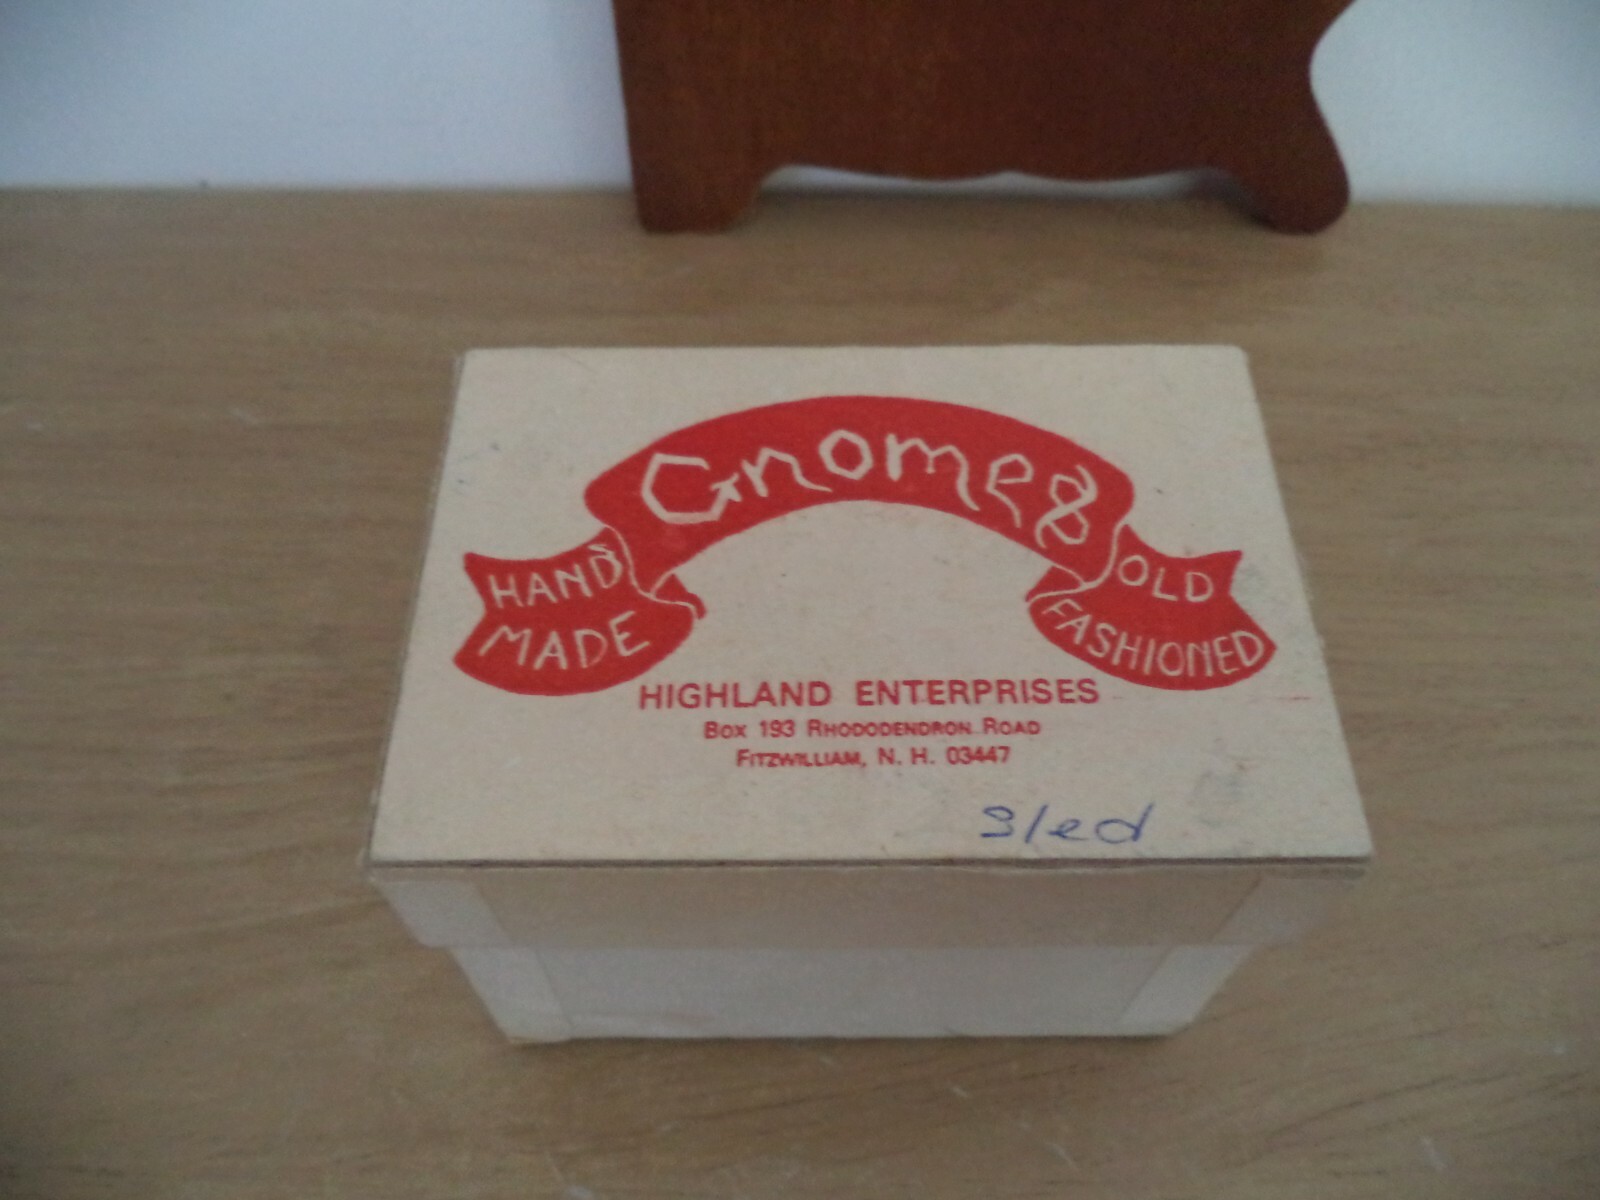 Gnomes
HAND
MADE
OLD
FASHIONED
HIGHLAND ENTERPRISES
Box 193 Rhododendron Road
Fitzwilliam, N. H. 03447
Sled